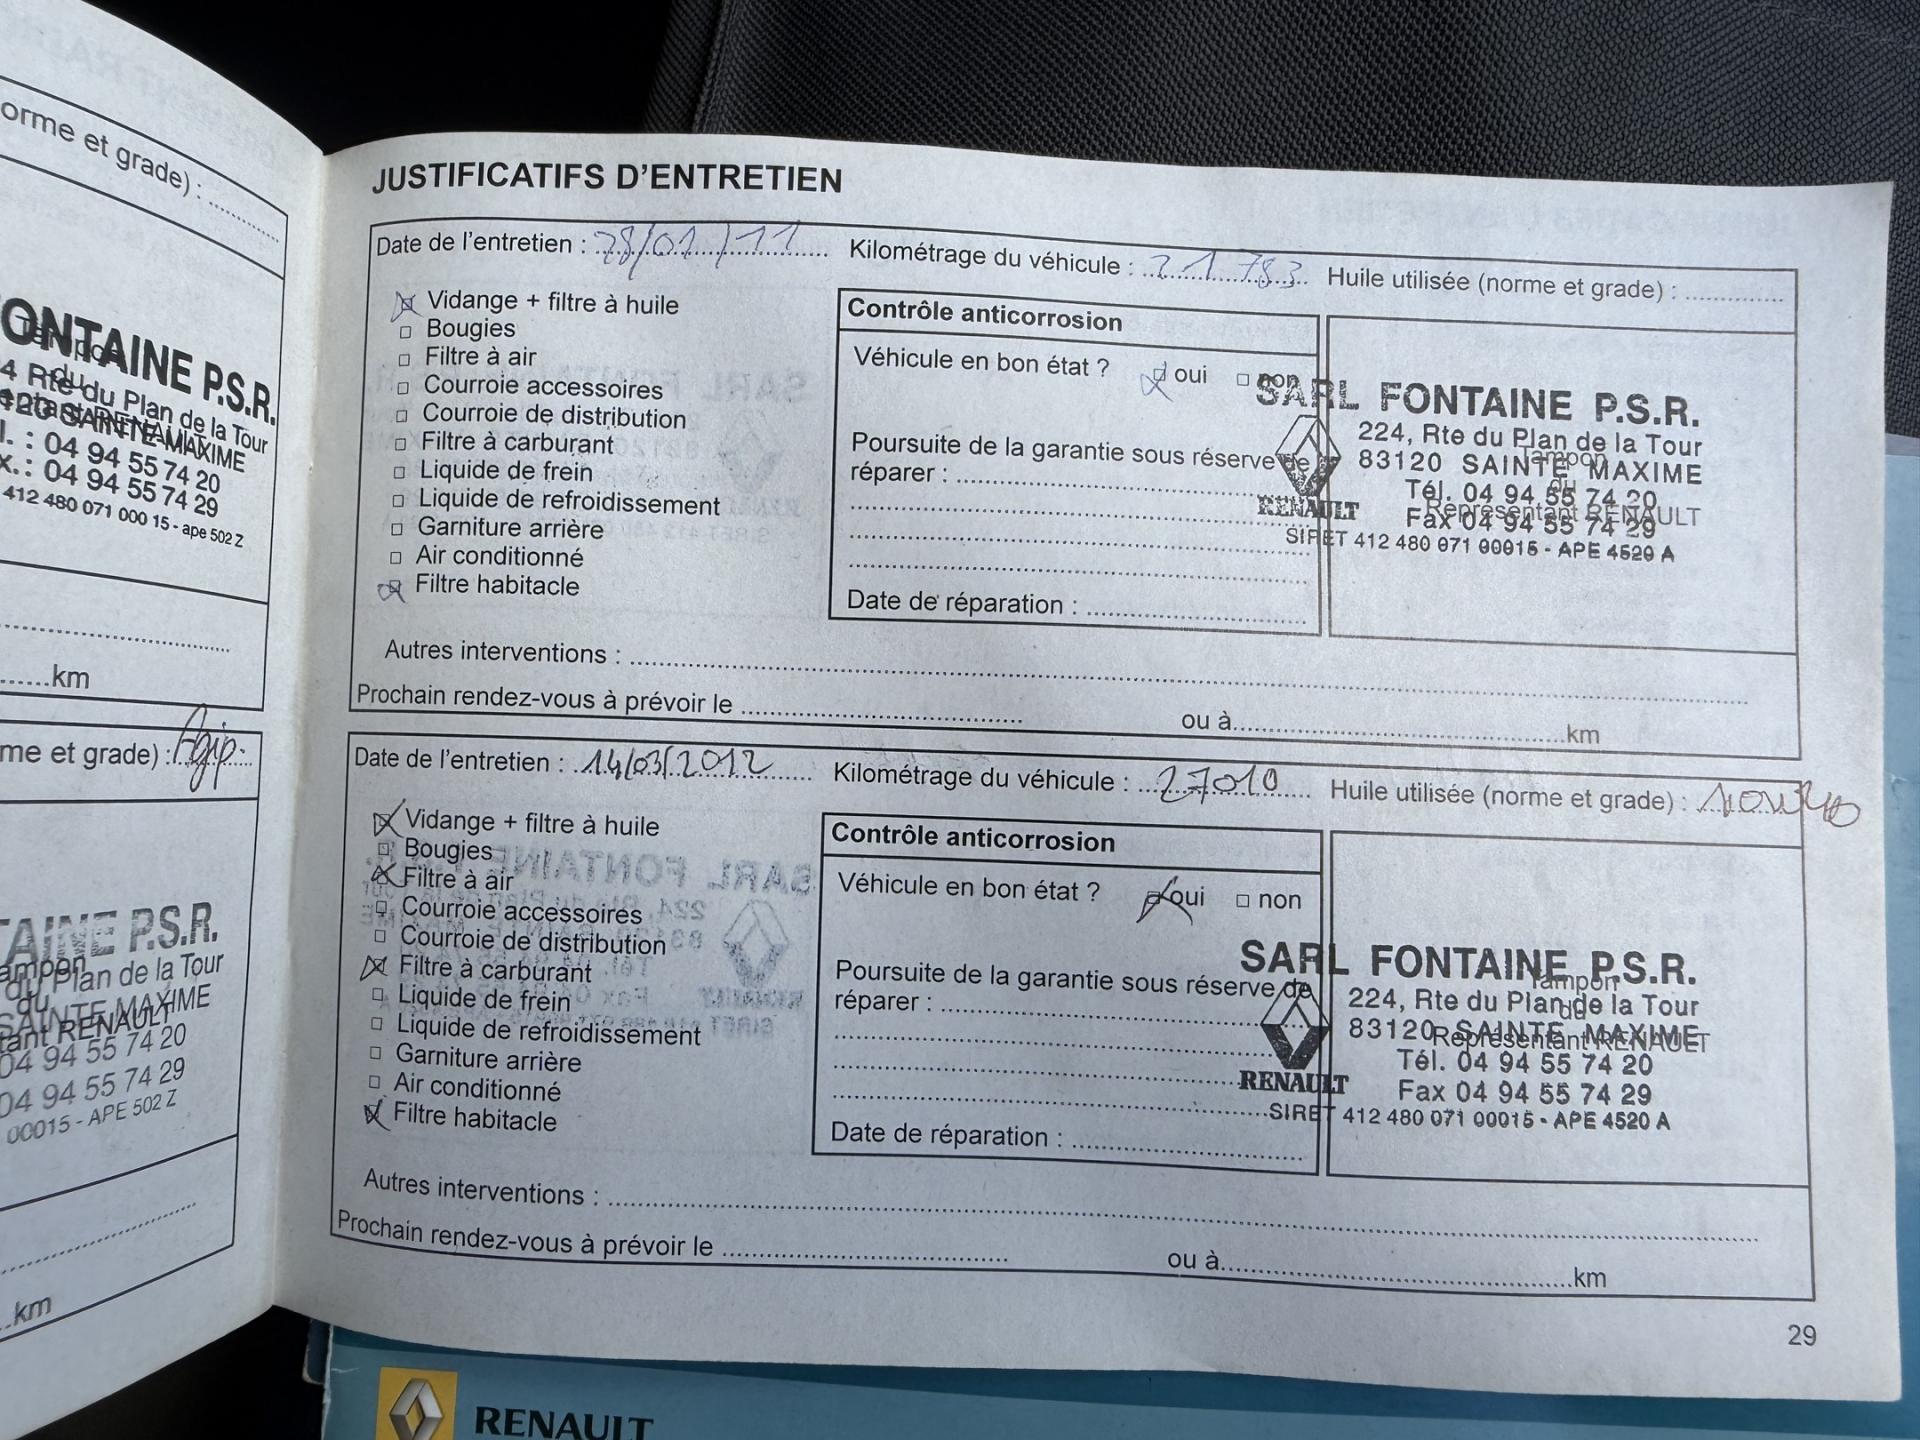 orme et grade) : ..........
ONTAINE P.S.R.
4 Rte du Plan de la Tour
SAINTE MAXIME
04 94 55 74 20
04 94 55 74 29
412 480 071 000 15 - ape 502 Z
......km
me et grade) : Agip.
TAINE P.S.R.
Plan de la Tour
SAINTE MAXIME
04 94 55 74 20
04 94 55 74 29
00015 - APE 502 Z
..km
JUSTIFICATIFS D'ENTRETIEN
Date de l'entretien : 28/01/11 Kilométrage du véhicule : 21 783 Huile utilisée (norme et grade) : ..........
Vidange + filtre à huile
Bougies
Filtre à air
Courroie accessoires
Courroie de distribution
Filtre à carburant
Liquide de frein
Liquide de refroidissement
Garniture arrière
Air conditionné
Filtre habitacle
Contrôle anticorrosion
Véhicule en bon état ? oui non
Poursuite de la garantie sous réserve de
réparer :
Date de réparation :
Tampon
du
Représentant RENAULT
SARL FONTAINE P.S.R.
224, Rte du Plan de la Tour
83120 SAINTE MAXIME
Tél. 04 94 55 74 20
Fax 04 94 55 74 29
RENAULT
SIRET 412 480 071 00015 - APE 4520 A
Autres interventions :
Prochain rendez-vous à prévoir le .......... ou à..........km
Date de l'entretien : 14/03/2012 Kilométrage du véhicule : 27010 Huile utilisée (norme et grade) :
Vidange + filtre à huile
Bougies
Filtre à air
Courroie accessoires
Courroie de distribution
Filtre à carburant
Liquide de frein
Liquide de refroidissement
Garniture arrière
Air conditionné
Filtre habitacle
Contrôle anticorrosion
Véhicule en bon état ? oui non
Poursuite de la garantie sous réserve de
réparer :
Date de réparation :
Tampon
du
Représentant RENAULT
SARL FONTAINE P.S.R.
224, Rte du Plan de la Tour
83120 SAINTE MAXIME
Tél. 04 94 55 74 20
Fax 04 94 55 74 29
RENAULT
SIRET 412 480 071 00015 - APE 4520 A
Autres interventions :
Prochain rendez-vous à prévoir le .......... ou à..........km
29
RENAULT